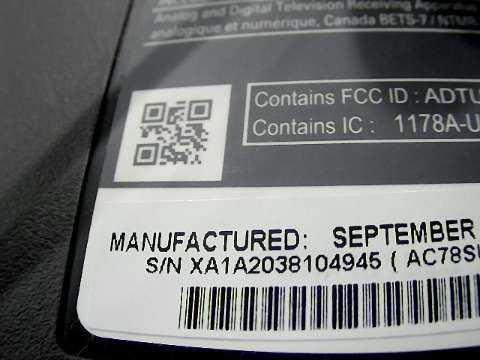 Analog and Digital Television Receiving Apparatus
analogique et numérique, Canada BETS-7 / NTMR
Contains FCC ID : ADTU
Contains IC : 1178A-U
MANUFACTURED: SEPTEMBER
S/N XA1A2038104945 ( AC78S